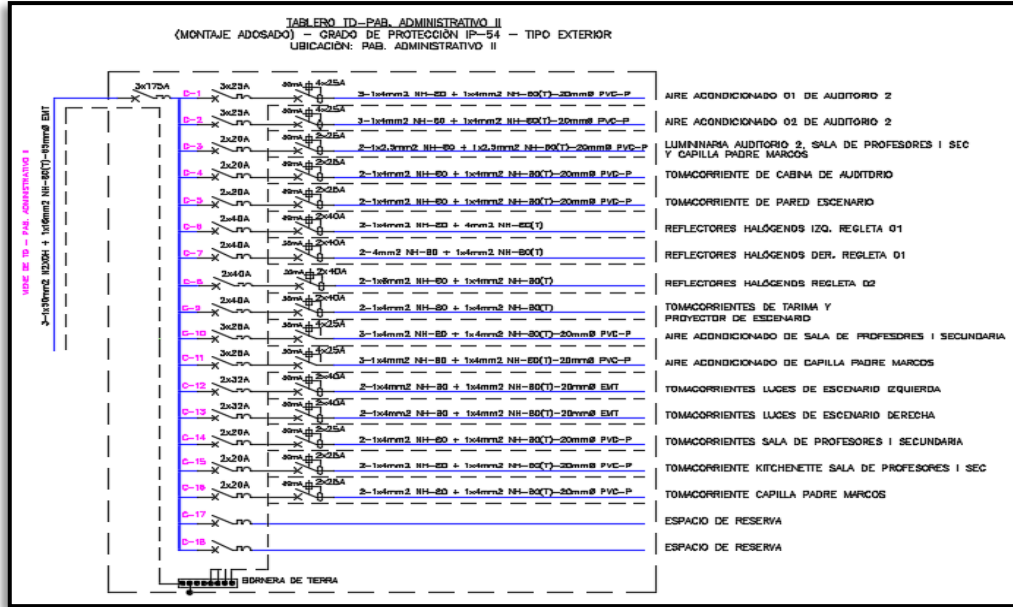 TABLERO TD-PAB. ADMINISTRATIVO II
(MONTAJE ADOSADO) - GRADO DE PROTECCIÓN IP-54 - TIPO EXTERIOR
UBICACIÓN: PAB. ADMINISTRATIVO II
VIENE DE TD - PAB. ADMINISTRATIVO I
3-1x50mm2 N2XOH + 1x16mm2 NH-80(T)-65mmØ EMT
3x175A
C-1 3x25A 30mA 4x25A 3-1x4mm2 NH-80 + 1x4mm2 NH-80(T)-20mmØ PVC-P AIRE ACONDICIONADO 01 DE AUDITORIO 2
C-2 3x25A 30mA 4x25A 3-1x4mm2 NH-80 + 1x4mm2 NH-80(T)-20mmØ PVC-P AIRE ACONDICIONADO 02 DE AUDITORIO 2
C-3 2x20A 30mA 2x25A 2-1x2.5mm2 NH-80 + 1x2.5mm2 NH-80(T)-20mmØ PVC-P LUMININARIA AUDITORIO 2, SALA DE PROFESORES I SEC
Y CAPILLA PADRE MARCOS
C-4 2x20A 30mA 2x25A 2-1x4mm2 NH-80 + 1x4mm2 NH-80(T)-20mmØ PVC-P TOMACORRIENTE DE CABINA DE AUDITORIO
C-5 2x20A 30mA 2x25A 2-1x4mm2 NH-80 + 1x4mm2 NH-80(T)-20mmØ PVC-P TOMACORRIENTE DE PARED ESCENARIO
C-6 2x40A 30mA 2x40A 2-1x4mm2 NH-80 + 4mm2 NH-80(T) REFLECTORES HALÓGENOS IZQ. REGLETA 01
C-7 2x40A 30mA 2x40A 2-4mm2 NH-80 + 1x4mm2 NH-80(T) REFLECTORES HALÓGENOS DER. REGLETA 01
C-8 2x40A 30mA 2x40A 2-1x6mm2 NH-80 + 1x4mm2 NH-80(T) REFLECTORES HALÓGENOS REGLETA 02
C-9 2x40A 30mA 2x40A 2-1x4mm2 NH-80 + 1x4mm2 NH-80(T) TOMACORRIENTES DE TARIMA Y
PROYECTOR DE ESCENARIO
C-10 3x20A 30mA 4x25A 3-1x4mm2 NH-80 + 1x4mm2 NH-80(T)-20mmØ PVC-P AIRE ACONDICIONADO DE SALA DE PROFESORES I SECUNDARIA
C-11 3x20A 30mA 4x25A 3-1x4mm2 NH-80 + 1x4mm2 NH-80(T)-20mmØ PVC-P AIRE ACONDICIONADO DE CAPILLA PADRE MARCOS
C-12 2x32A 30mA 2x40A 2-1x4mm2 NH-80 + 1x4mm2 NH-80(T)-20mmØ EMT TOMACORRIENTES LUCES DE ESCENARIO IZQUIERDA
C-13 2x32A 30mA 2x40A 2-1x4mm2 NH-80 + 1x4mm2 NH-80(T)-20mmØ EMT TOMACORRIENTES LUCES DE ESCENARIO DERECHA
C-14 2x20A 30mA 2x25A 2-1x4mm2 NH-80 + 1x4mm2 NH-80(T)-20mmØ PVC-P TOMACORRIENTES SALA DE PROFESORES I SECUNDARIA
C-15 2x20A 30mA 2x25A 2-1x4mm2 NH-80 + 1x4mm2 NH-80(T)-20mmØ PVC-P TOMACORRIENTE KITCHENETTE SALA DE PROFESORES I SEC
C-16 2x20A 30mA 2x25A 2-1x4mm2 NH-80 + 1x4mm2 NH-80(T)-20mmØ PVC-P TOMACORRIENTE CAPILLA PADRE MARCOS
C-17 ESPACIO DE RESERVA
C-18 ESPACIO DE RESERVA
BORNERA DE TIERRA